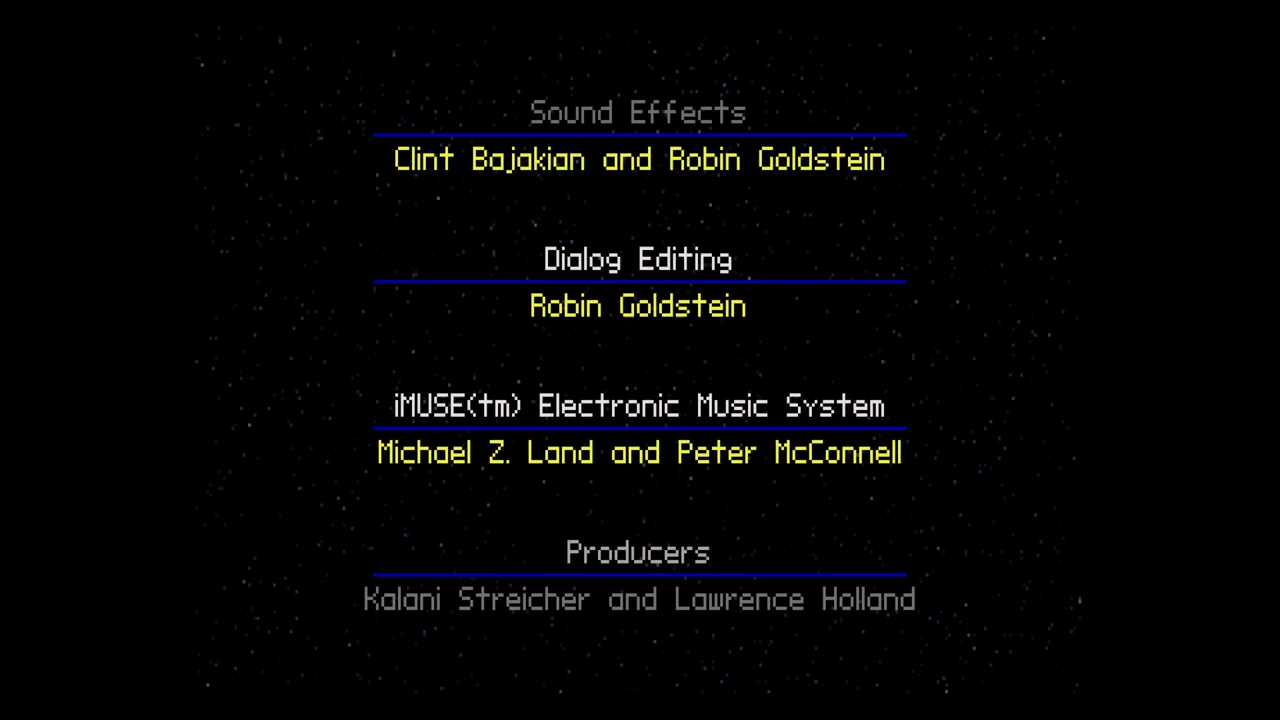 Sound Effects
Clint Bajakian and Robin Goldstein
Dialog Editing
Robin Goldstein
iMUSE(tm) Electronic Music System
Michael Z. Land and Peter McConnell
Producers
Kalani Streicher and Lawrence Holland